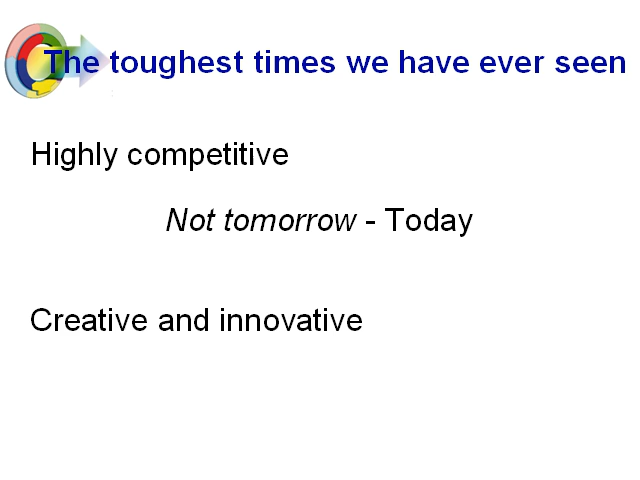 The toughest times we have ever seen
Highly competitive
Not tomorrow - Today
Creative and innovative